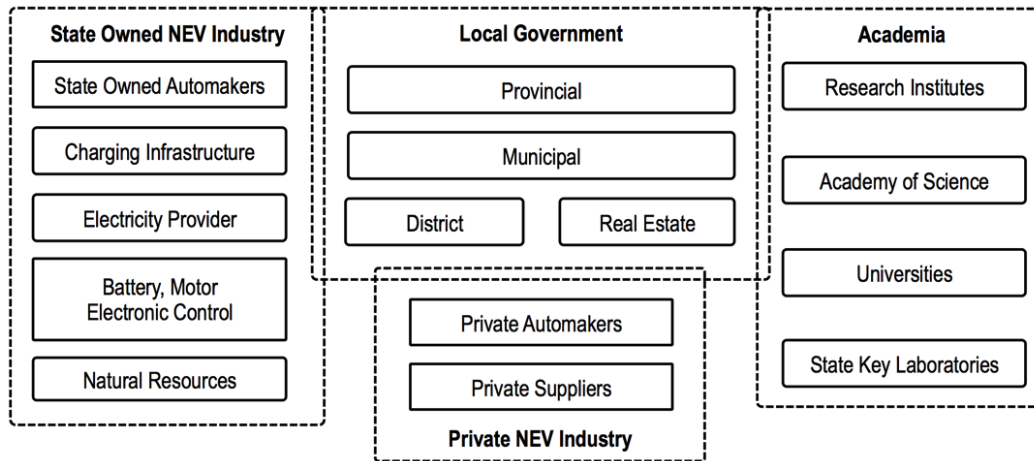 State Owned NEV Industry
State Owned Automakers
Charging Infrastructure
Electricity Provider
Battery, Motor
Electronic Control
Natural Resources
Local Government
Provincial
Municipal
District
Real Estate
Private Automakers
Private Suppliers
Private NEV Industry
Academia
Research Institutes
Academy of Science
Universities
State Key Laboratories